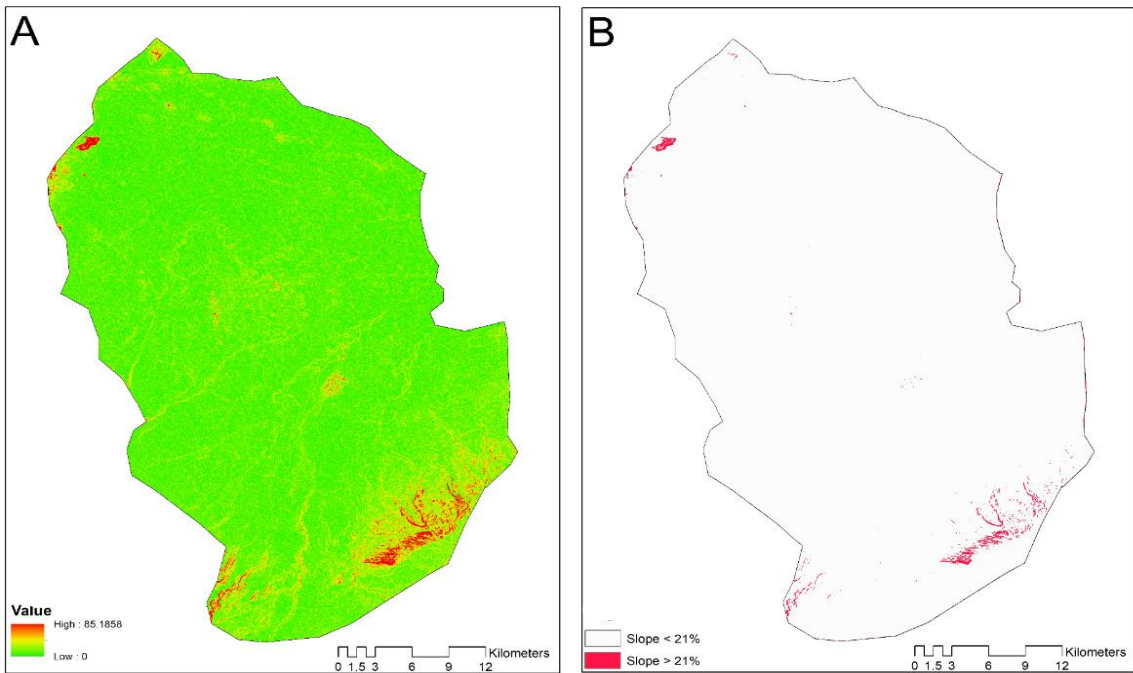 A
Value
High : 85.1858
Low : 0
Kilometers
0 1.5 3 6 9 12
B
Slope < 21%
Slope > 21%
Kilometers
0 1.5 3 6 9 12